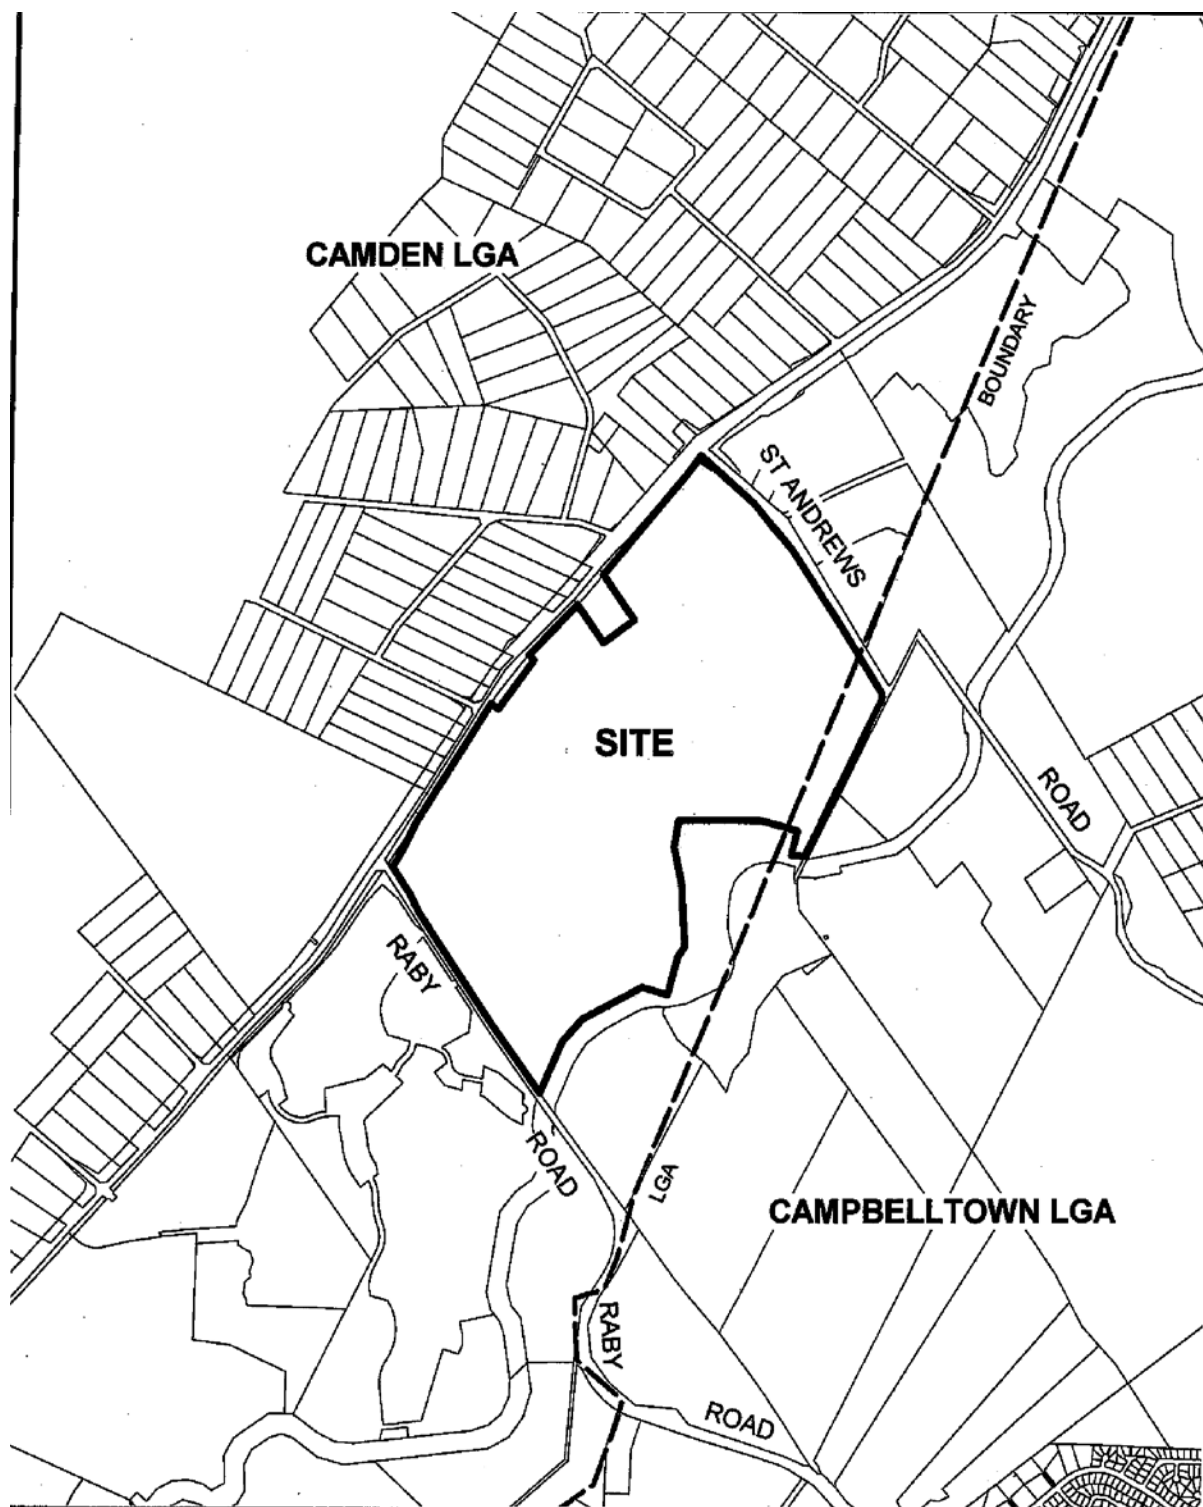 CAMDEN LGA
BOUNDARY
ST ANDREWS
SITE
ROAD
RABY
ROAD
LGA
CAMPBELLTOWN LGA
RABY
ROAD